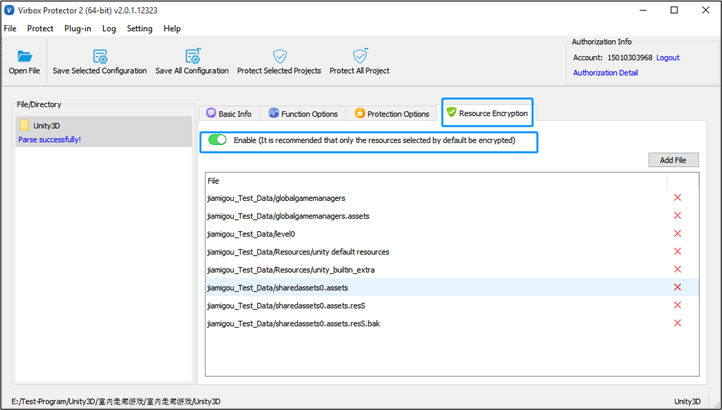 Virbox Protector 2 (64-bit) v2.0.1.12323
File Protect Plug-in Log Setting Help
Authorization Info
Account: 15010303968 Logout
Authorization Detail
Open File Save Selected Configuration Save All Configuration Protect Selected Projects Protect All Project
File/Directory
Unity3D
Parse successfully!
Basic Info Function Options Protection Options Resource Encryption
Enable (It is recommended that only the resources selected by default be encrypted)
Add File
File
jiamigou_Test_Data/globalgamemanagers
jiamigou_Test_Data/globalgamemanagers.assets
jiamigou_Test_Data/level0
jiamigou_Test_Data/Resources/unity default resources
jiamigou_Test_Data/Resources/unity_builtin_extra
jiamigou_Test_Data/sharedassets0.assets
jiamigou_Test_Data/sharedassets0.assets.resS
jiamigou_Test_Data/sharedassets0.assets.resS.bak
E:/Test-Program/Unity3D/室内走廊游戏/室内走廊游戏/Unity3D
Unity3D